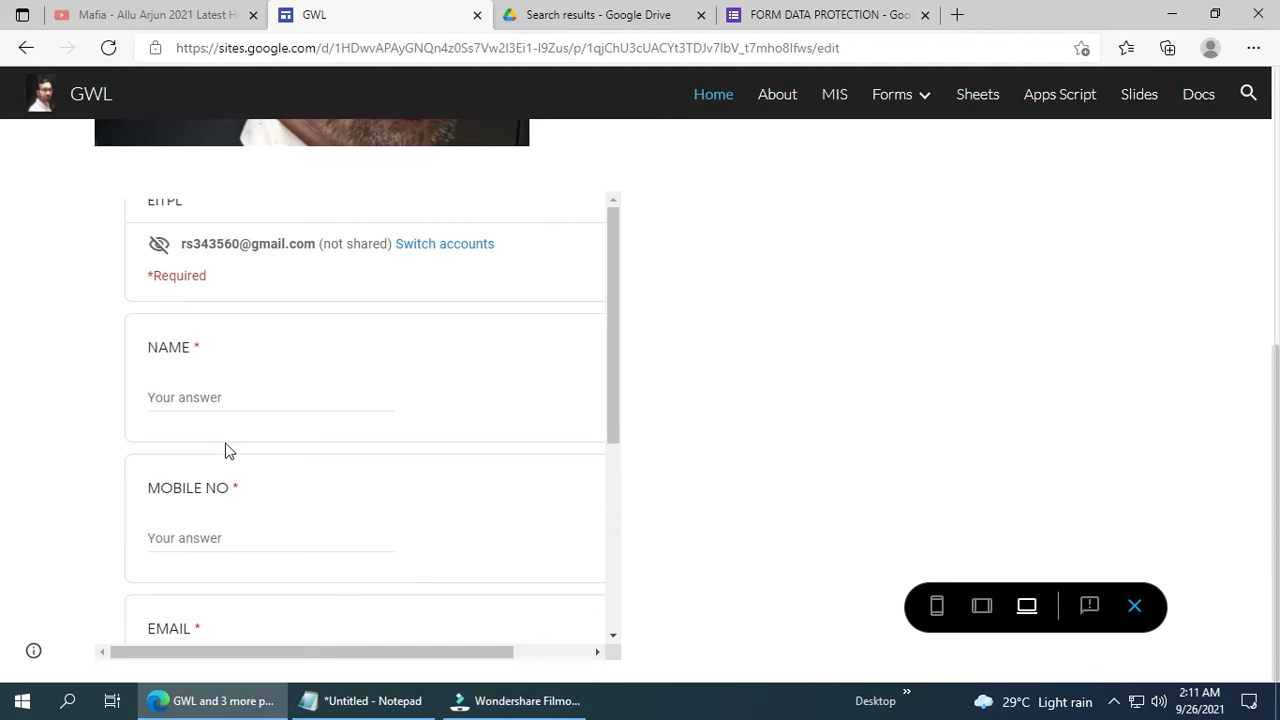 Mafia - Allu Arjun 2021 Latest H
GWL
Search results - Google Drive
FORM DATA PROTECTION - Goo
https://sites.google.com/d/1HDwvAPAyGNQn4z0Ss7Vw2I3Ei1-I9Zus/p/1qjChU3cUACYt3TDJv7IbV_t7mho8lfws/edit
GWL
Home About MIS Forms Sheets Apps Script Slides Docs
EITPL
rs343560@gmail.com (not shared) Switch accounts
*Required
NAME *
Your answer
MOBILE NO *
Your answer
EMAIL *
GWL and 3 more p...
*Untitled - Notepad
Wondershare Filmo...
Desktop
29°C Light rain
2:11 AM
9/26/2021